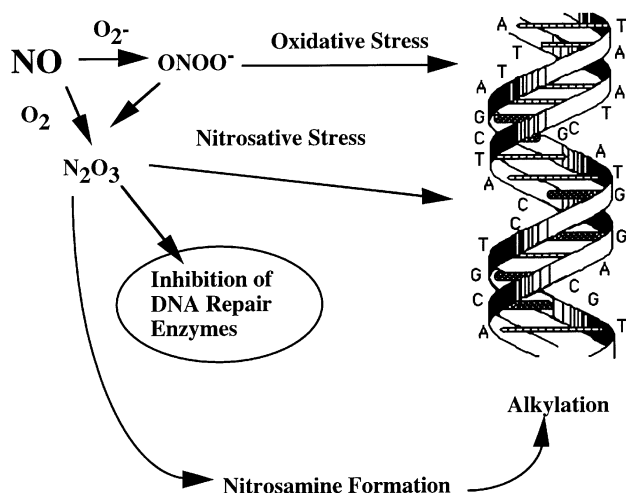 O₂-
NO
ONOO⁻
Oxidative Stress
O₂
Nitrosative Stress
N₂O₃
Inhibition of
DNA Repair
Enzymes
A
T
T
A
T
A
A
A
G
T
C
G
C
T
A
T
A
G
C
C
G
T
G
G
A
C
C
G
A
T
Alkylation
Nitrosamine Formation